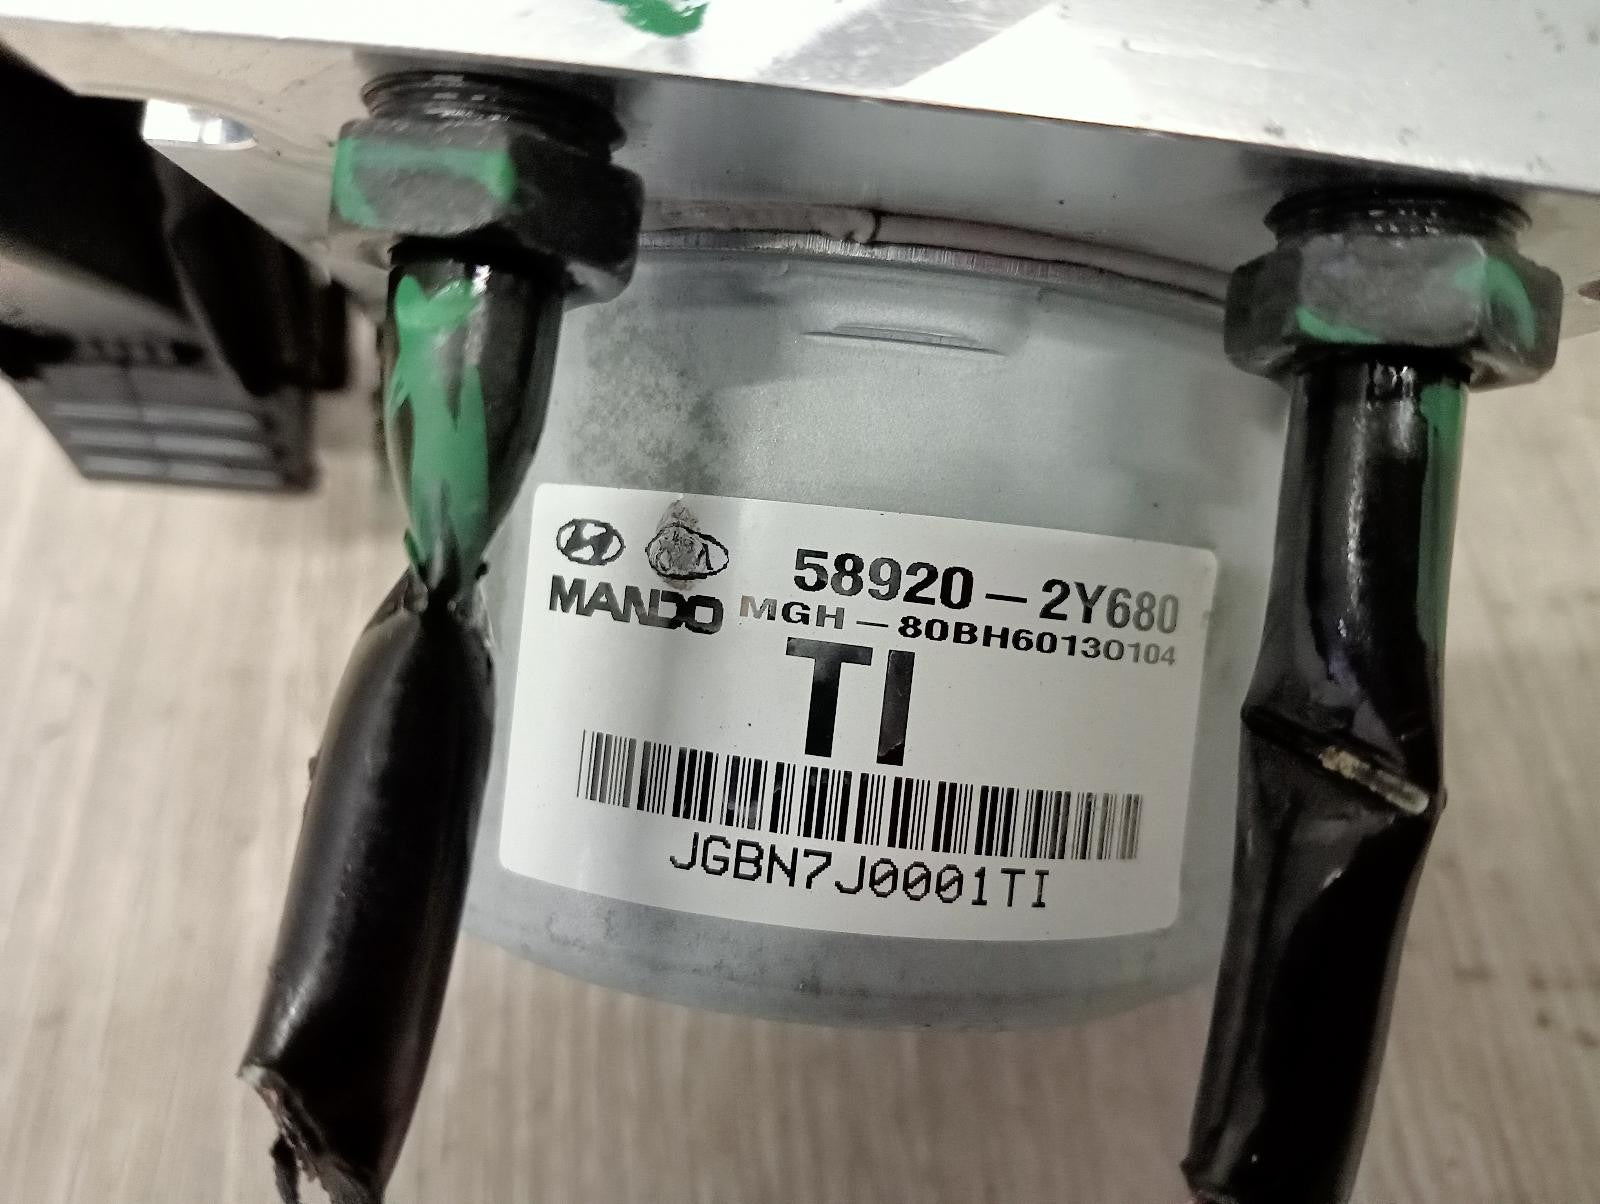 58920-2Y680
MANDO MGH-80BH60130104
TI
JGBN7J0001TI